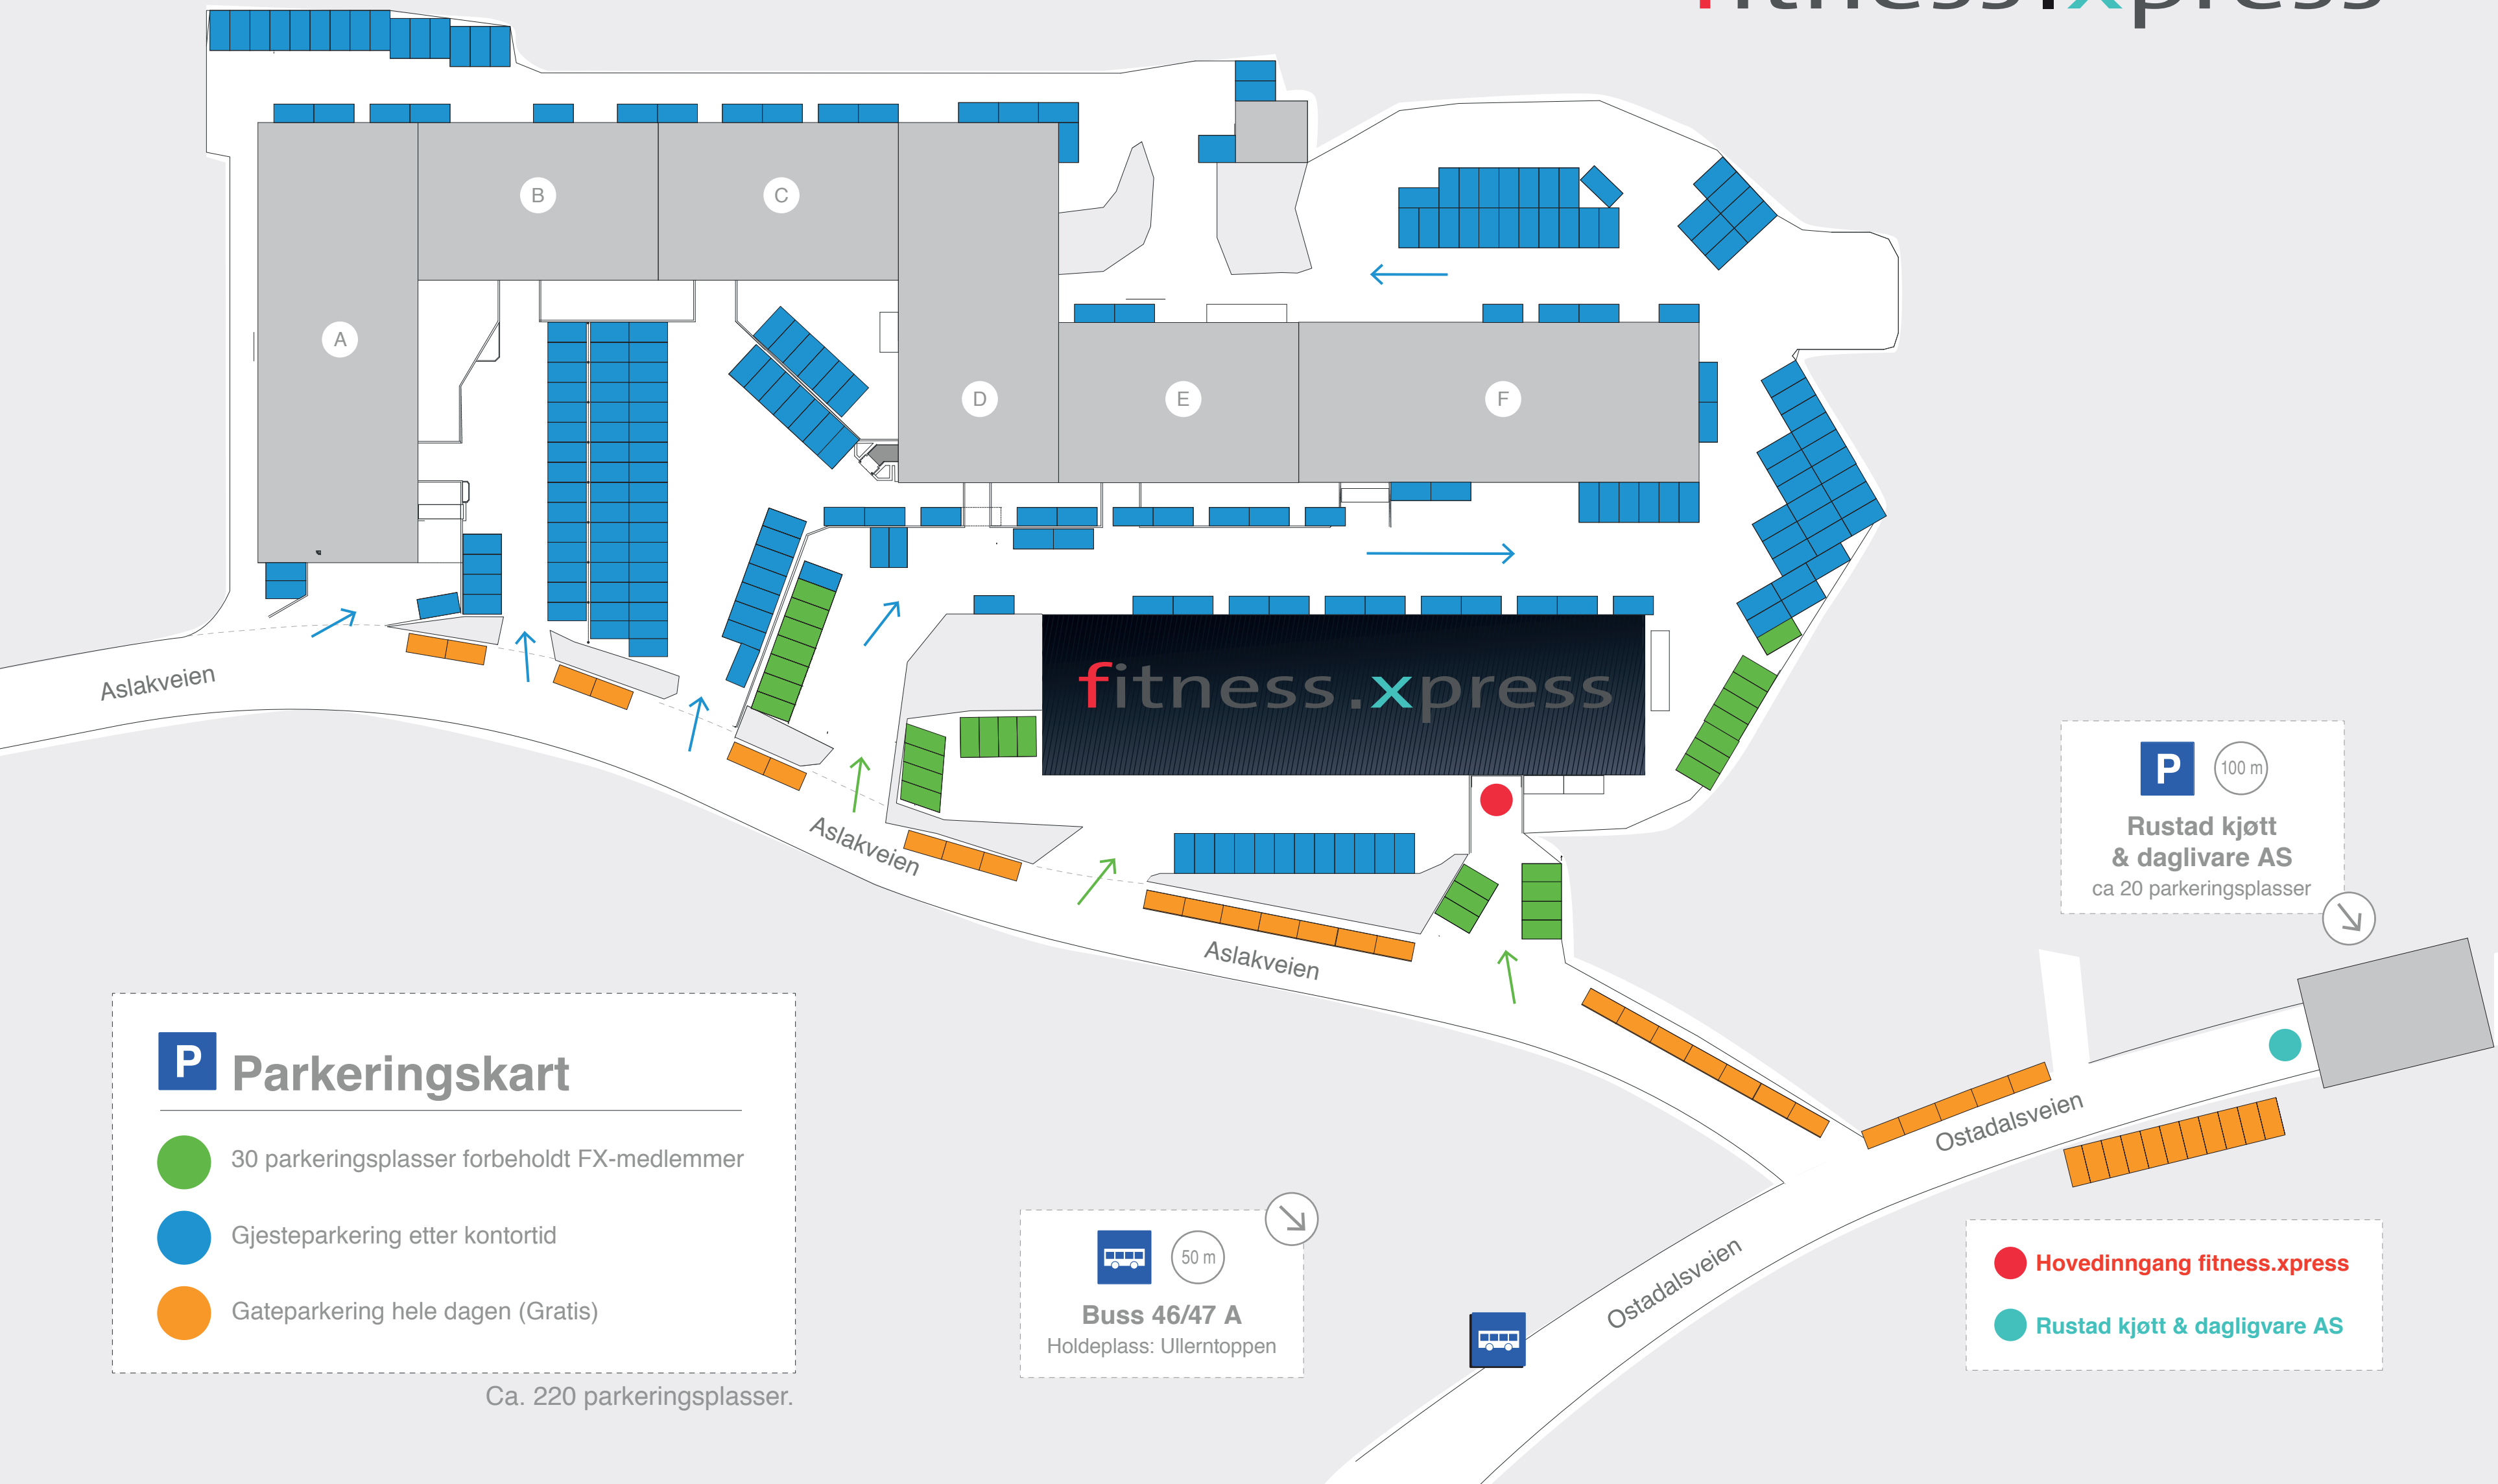 fitness.xpress
B
C
A
D
E
F
fitness.xpress
Aslakveien
Aslakveien
Aslakveien
P
100 m
Rustad kjøtt
& daglivare AS
ca 20 parkeringsplasser
P Parkeringskart
30 parkeringsplasser forbeholdt FX-medlemmer
Gjesteparkering etter kontortid
Gateparkering hele dagen (Gratis)
Ca. 220 parkeringsplasser.
50 m
Buss 46/47 A
Holdeplass: Ullerntoppen
Ostadalsveien
Ostadalsveien
Hovedinngang fitness.xpress
Rustad kjøtt & dagligvare AS